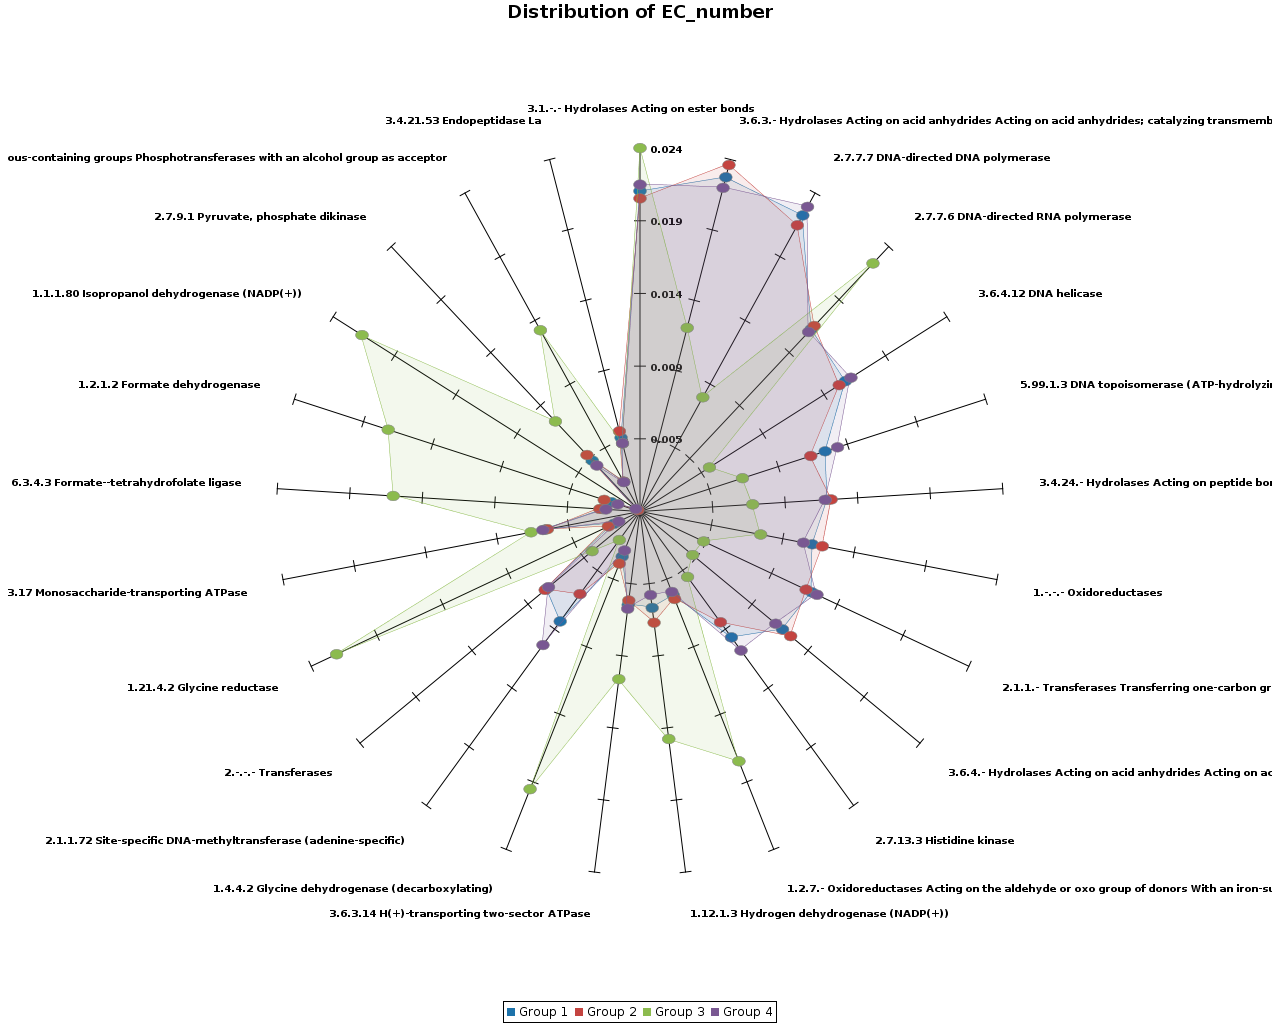 Distribution of EC_number
3.1.-.- Hydrolases Acting on ester bonds
3.4.21.53 Endopeptidase La
3.6.3.- Hydrolases Acting on acid anhydrides Acting on acid anhydrides; catalyzing
0.024
ous-containing groups Phosphotransferases with an alcohol group as acceptor
2.7.7.7 DNA-directed DNA polymerase
2.7.9.1 Pyruvate, phosphate dikinase
2.7.7.6 DNA-directed RNA polymerase
0.019
1.1.1.80 Isopropanol dehydrogenase (NADP(+))
0.014
3.6.4.12 DNA helicase
0.009
1.2.1.2 Formate dehydrogenase
5.99.1.3 DNA topoisomerase (ATP-hydrolyzin
0.005
6.3.4.3 Formate--tetrahydrofolate ligase
3.4.24.- Hydrolases Acting on peptide bon
3.17 Monosaccharide-transporting ATPase
1.-.-.- Oxidoreductases
1.21.4.2 Glycine reductase
2.1.1.- Transferases Transferring one-carbon gr
2.-.-.- Transferases
3.6.4.- Hydrolases Acting on acid anhydrides Acting on ac
2.1.1.72 Site-specific DNA-methyltransferase (adenine-specific)
2.7.13.3 Histidine kinase
1.4.4.2 Glycine dehydrogenase (decarboxylating)
1.2.7.- Oxidoreductases Acting on the aldehyde or oxo group of donors With an iron-su
3.6.3.14 H(+)-transporting two-sector ATPase
1.12.1.3 Hydrogen dehydrogenase (NADP(+))
Group 1 Group 2 Group 3 Group 4